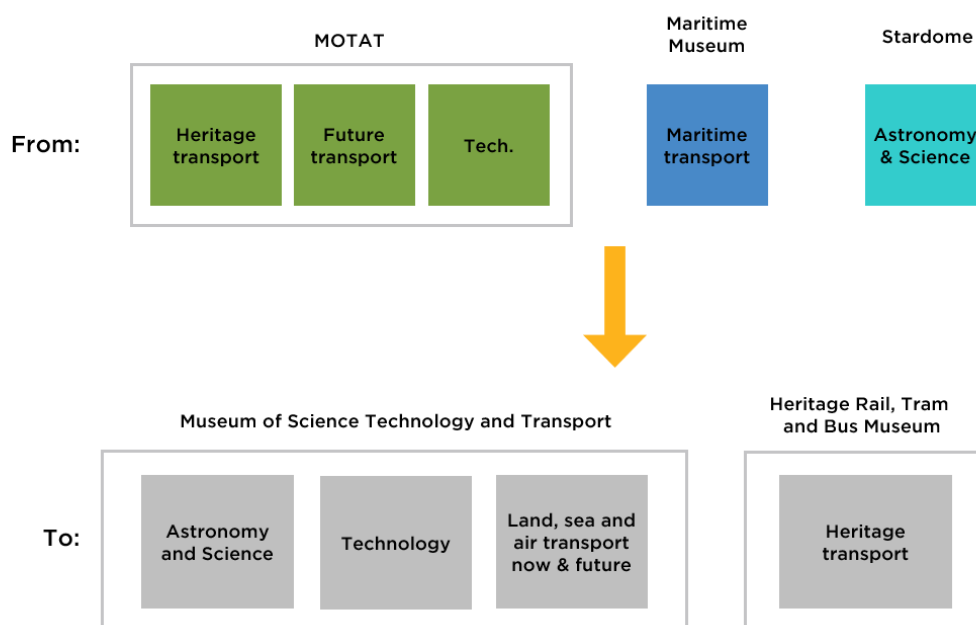 MOTAT
Maritime
Museum
Stardome
From:
Heritage
transport
Future
transport
Tech.
Maritime
transport
Astronomy
& Science
Museum of Science Technology and Transport
Heritage Rail, Tram
and Bus Museum
To:
Astronomy
and Science
Technology
Land, sea and
air transport
now & future
Heritage
transport